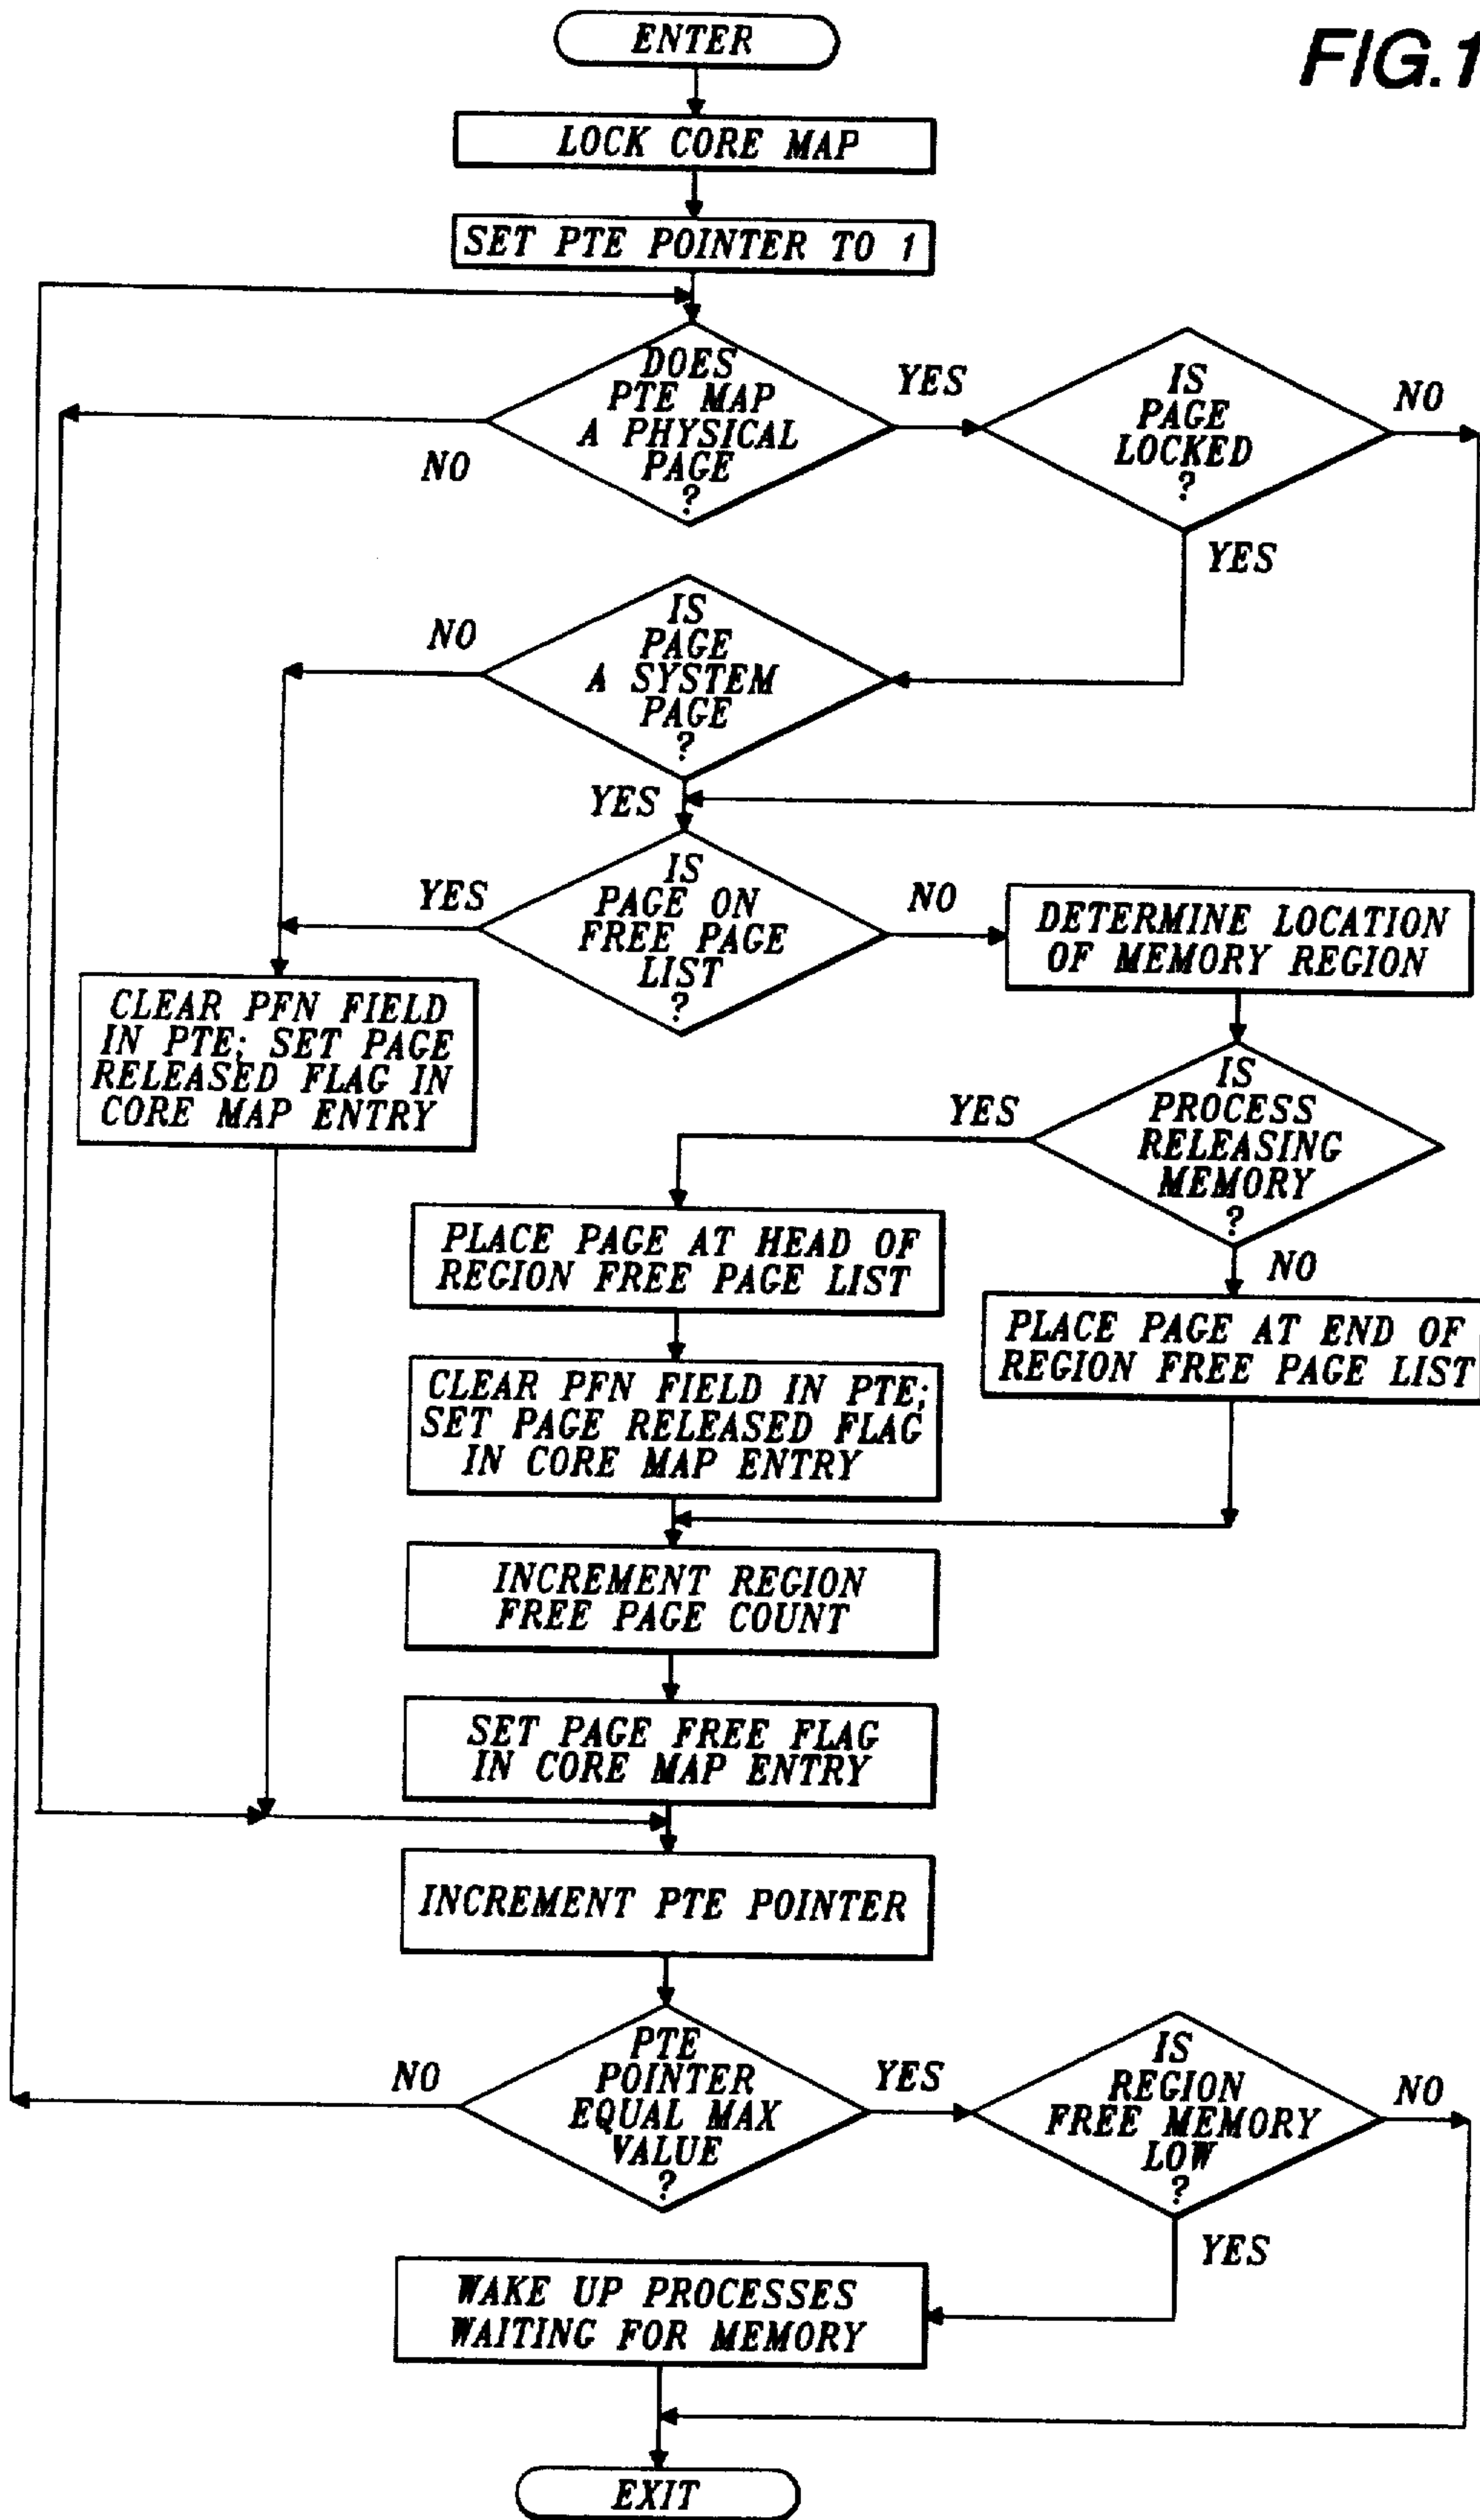 FIG.1
ENTER
LOCK CORE MAP
SET PTE POINTER TO 1
DOES
PTE MAP
A PHYSICAL
PAGE
?
YES
NO
IS
PAGE
LOCKED
?
NO
YES
IS
PAGE
A SYSTEM
PAGE
?
NO
YES
IS
PAGE ON
FREE PAGE
LIST
?
YES
NO
DETERMINE LOCATION
OF MEMORY REGION
CLEAR PFN FIELD
IN PTE; SET PAGE
RELEASED FLAG IN
CORE MAP ENTRY
IS
PROCESS
RELEASING
MEMORY
?
YES
NO
PLACE PAGE AT HEAD OF
REGION FREE PAGE LIST
PLACE PAGE AT END OF
REGION FREE PAGE LIST
CLEAR PFN FIELD IN PTE;
SET PAGE RELEASED FLAG
IN CORE MAP ENTRY
INCREMENT REGION
FREE PAGE COUNT
SET PAGE FREE FLAG
IN CORE MAP ENTRY
INCREMENT PTE POINTER
PTE
POINTER
EQUAL MAX
VALUE
?
NO
YES
IS
REGION
FREE MEMORY
LOW
?
NO
YES
WAKE UP PROCESSES
WAITING FOR MEMORY
EXIT